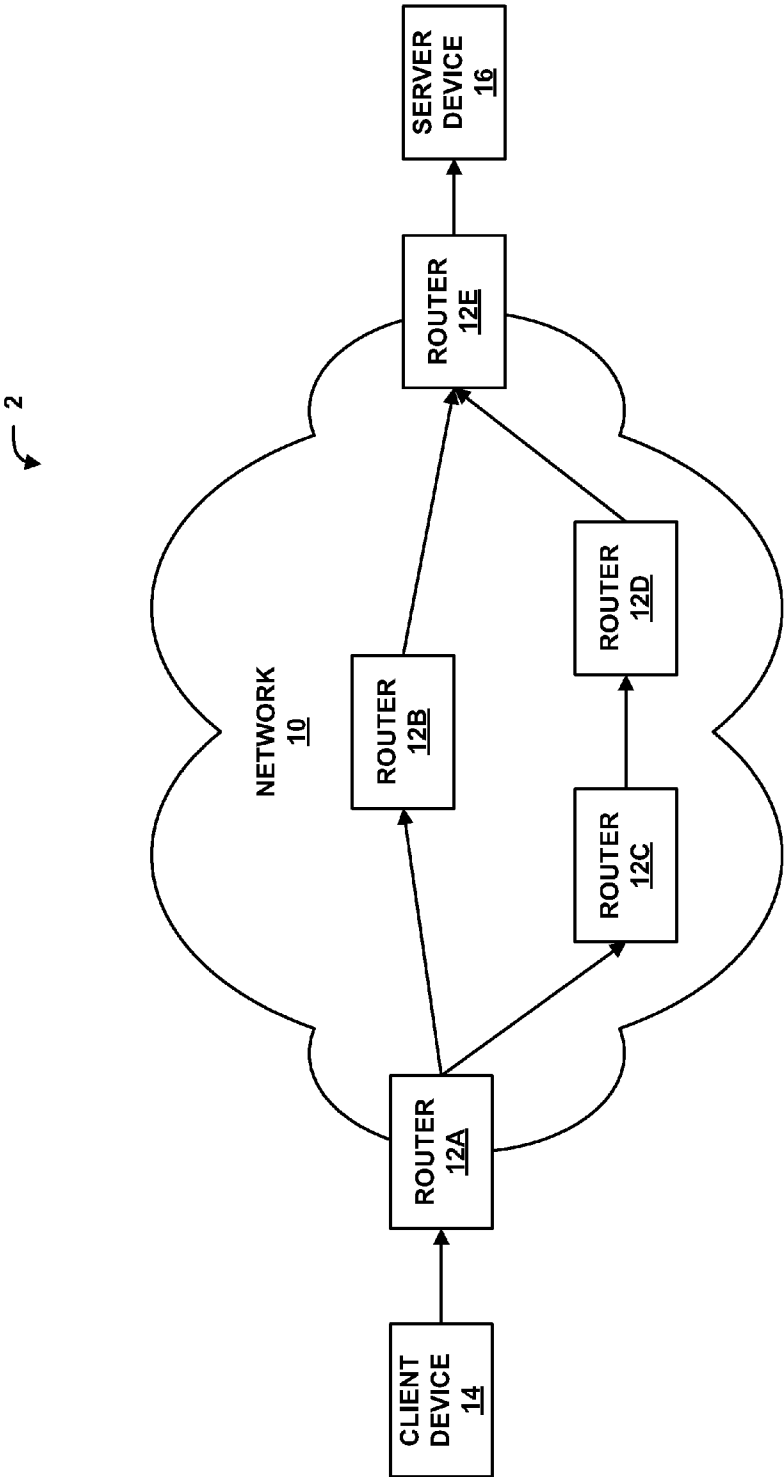 2
NETWORK
10
CLIENT
DEVICE
14
ROUTER
12A
ROUTER
12B
ROUTER
12C
ROUTER
12D
ROUTER
12E
SERVER
DEVICE
16